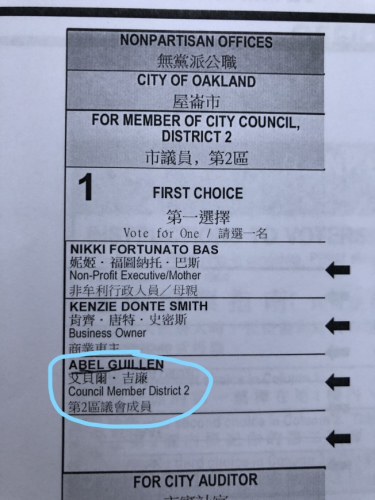 NONPARTISAN OFFICES
無黨派公職
CITY OF OAKLAND
屋崙市
FOR MEMBER OF CITY COUNCIL,
DISTRICT 2
市議員，第2區
1 FIRST CHOICE
第一選擇
Vote for One / 請選一名
NIKKI FORTUNATO BAS
妮姬．福圖納托．巴斯
Non-Profit Executive/Mother
非牟利行政人員／母親
KENZIE DONTE SMITH
肯齊．唐特．史密斯
Business Owner
商業東主
ABEL GUILLEN
艾貝爾．吉廉
Council Member District 2
第2區議會成員
FOR CITY AUDITOR